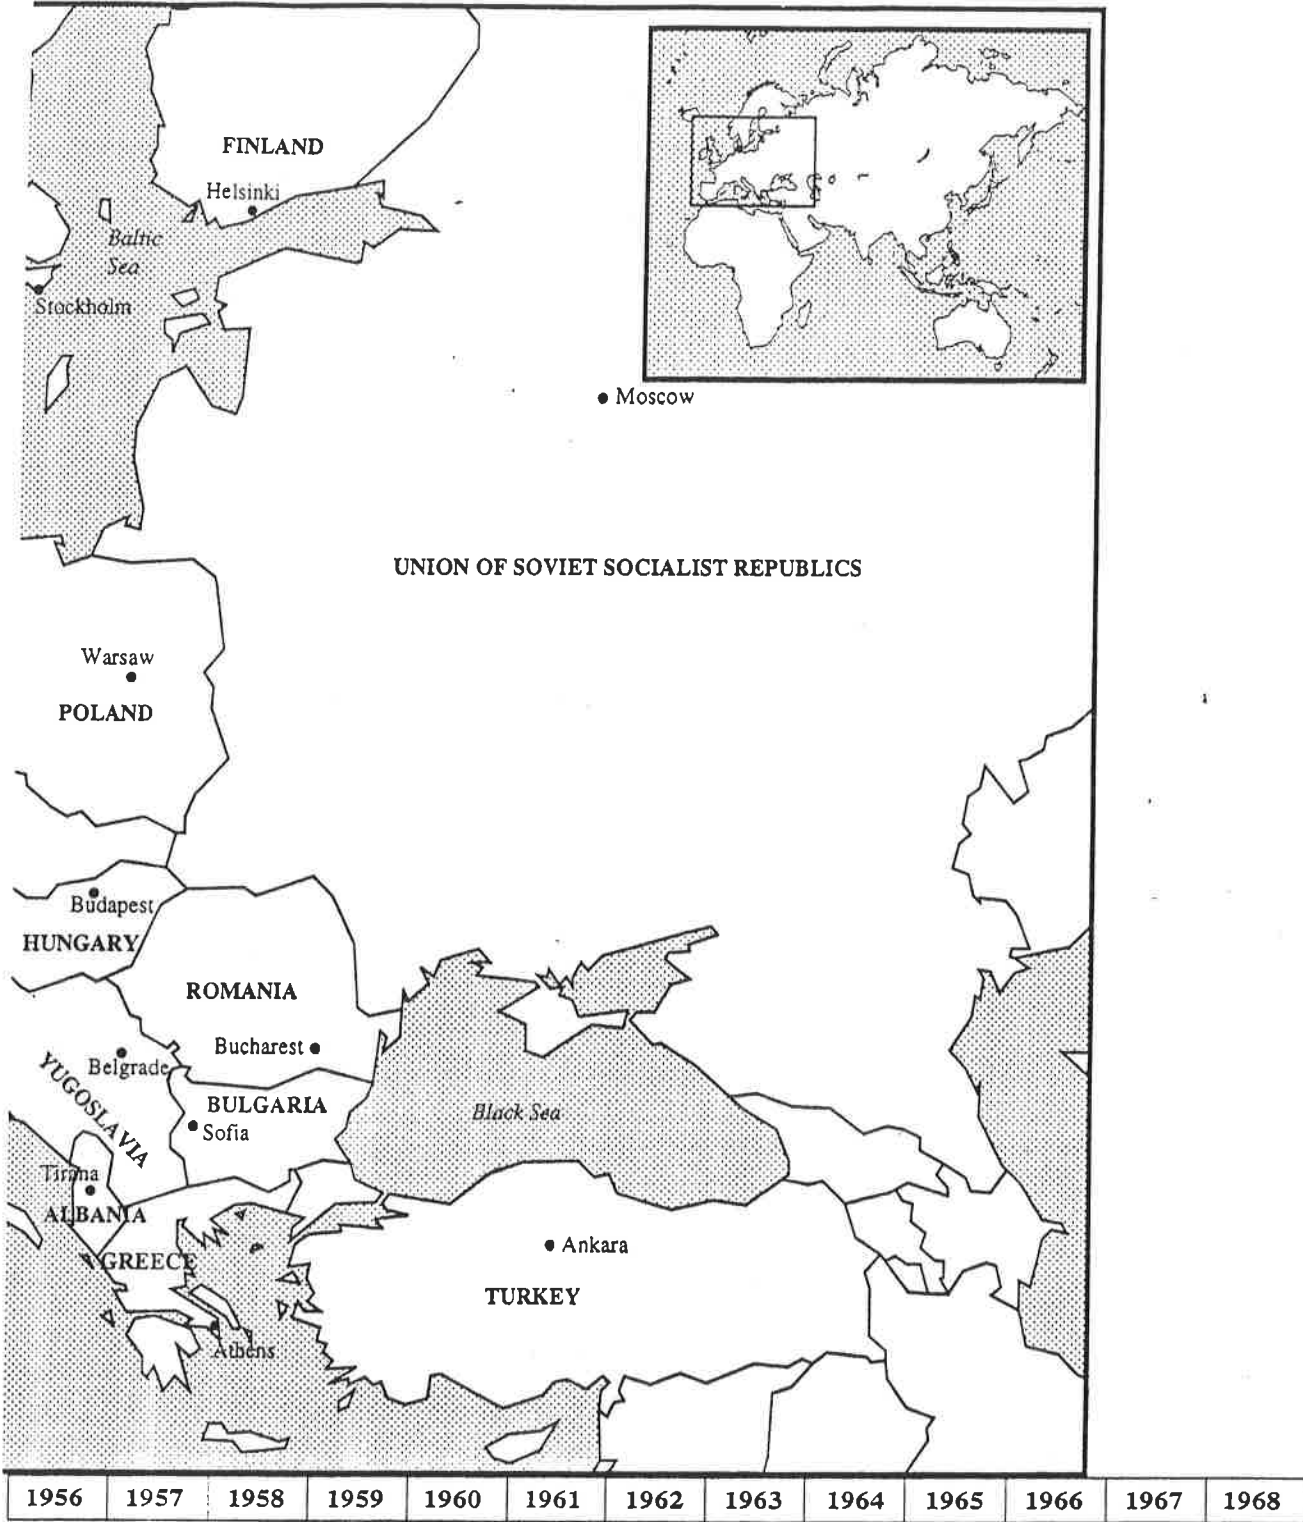 FINLAND
Helsinki
Baltic
Sea
Stockholm
Moscow
UNION OF SOVIET SOCIALIST REPUBLICS
Warsaw
POLAND
Budapest
HUNGARY
ROMANIA
Bucharest
Belgrade
YUGOSLAVIA
BULGARIA
Sofia
Black Sea
Tirana
ALBANIA
GREECE
Ankara
TURKEY
Athens
1956 1957 1958 1959 1960 1961 1962 1963 1964 1965 1966 1967 1968